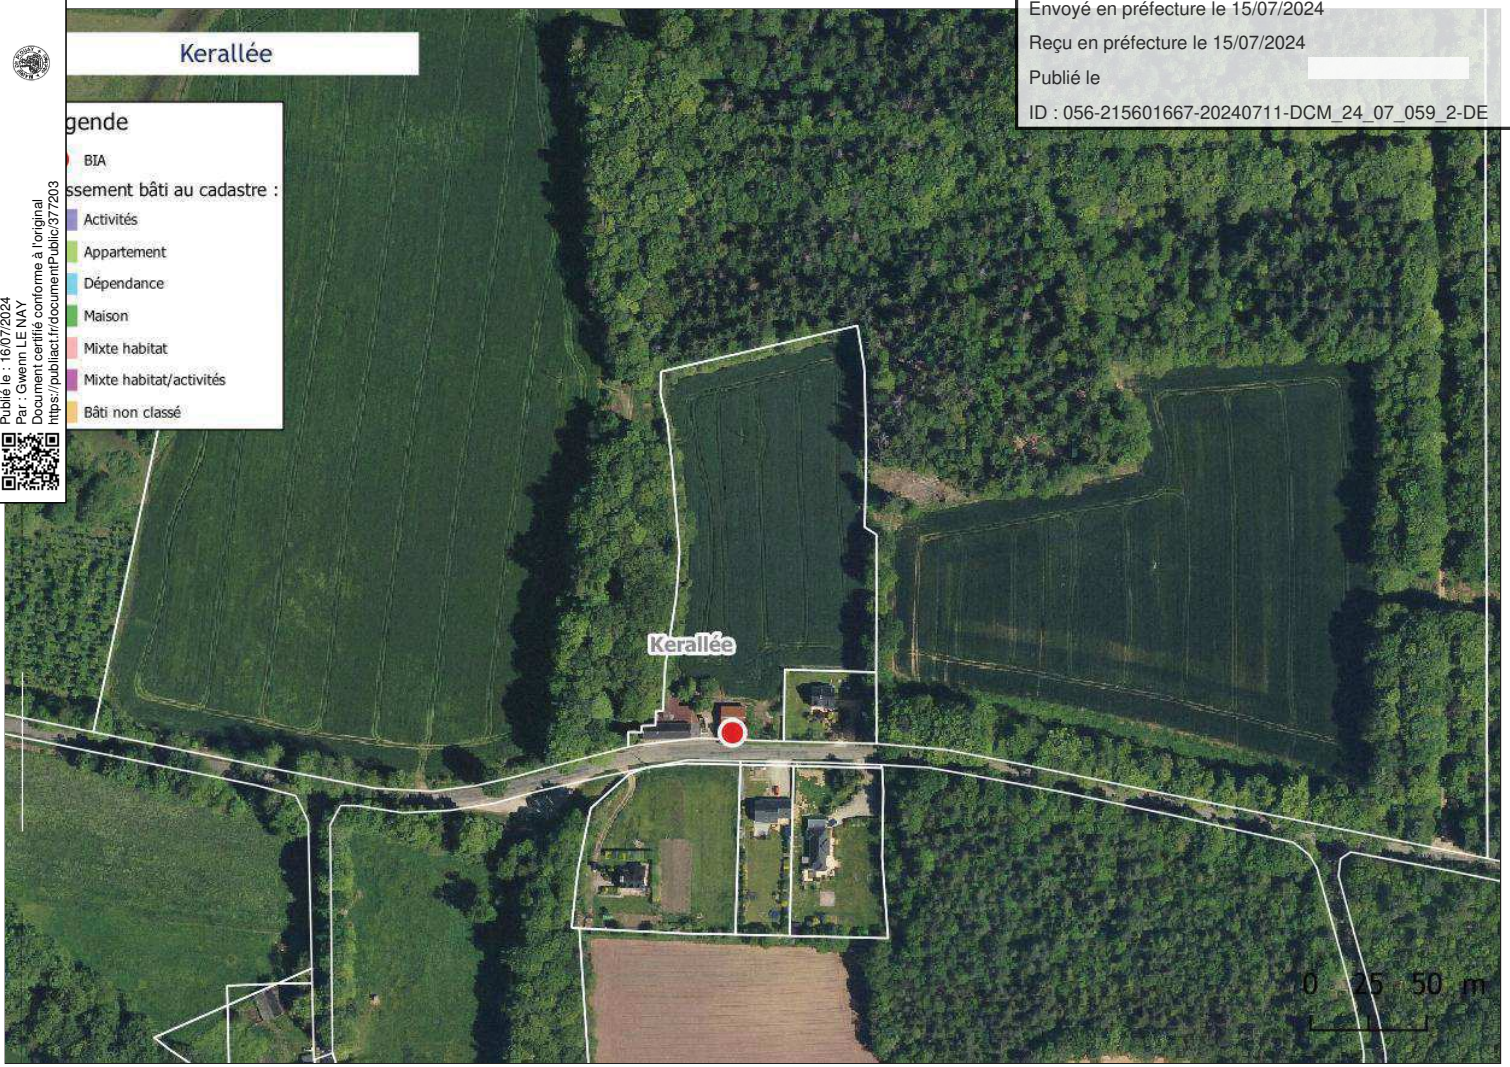 Envoyé en préfecture le 15/07/2024
Reçu en préfecture le 15/07/2024
Publié le
ID : 056-215601667-20240711-DCM_24_07_059_2-DE
Kerallée
gende
BIA
ssement bâti au cadastre :
Activités
Appartement
Dépendance
Maison
Mixte habitat
Mixte habitat/activités
Bâti non classé
Publié le : 16/07/2024
Par : Gwenn LE NAY
Document certifié conforme à l'original
https://publiact.fr/documentPublic/377203
Kerallée
0 25 50 m